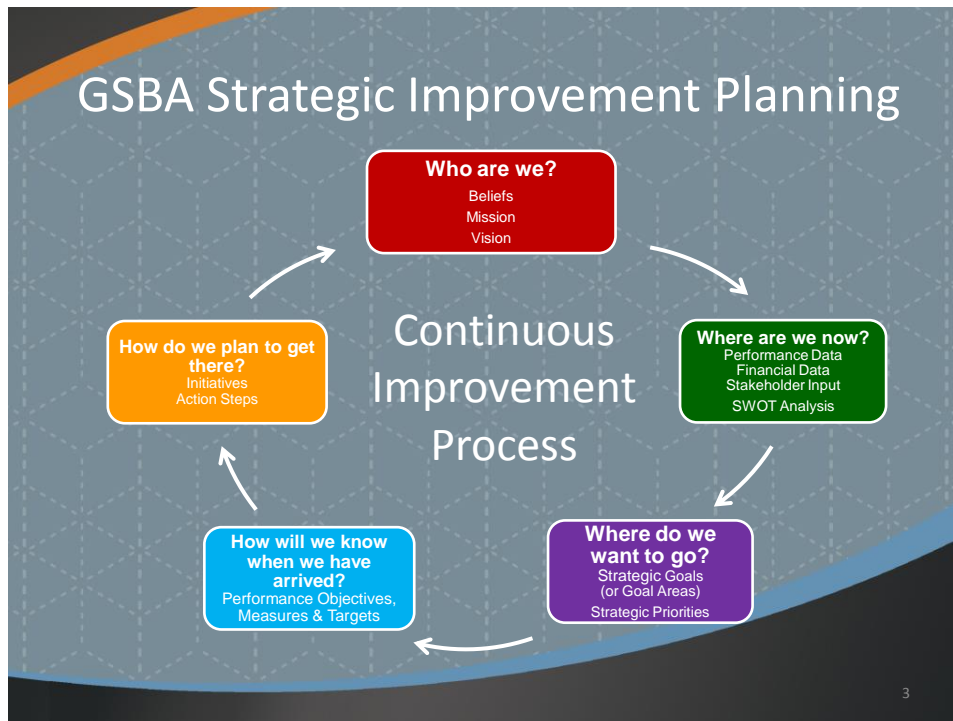 GSBA Strategic Improvement Planning
Who are we?
Beliefs
Mission
Vision
Continuous
Improvement
Process
Where are we now?
Performance Data
Financial Data
Stakeholder Input
SWOT Analysis
Where do we
want to go?
Strategic Goals
(or Goal Areas)
Strategic Priorities
How will we know
when we have
arrived?
Performance Objectives,
Measures & Targets
How do we plan to get
there?
Initiatives
Action Steps
3